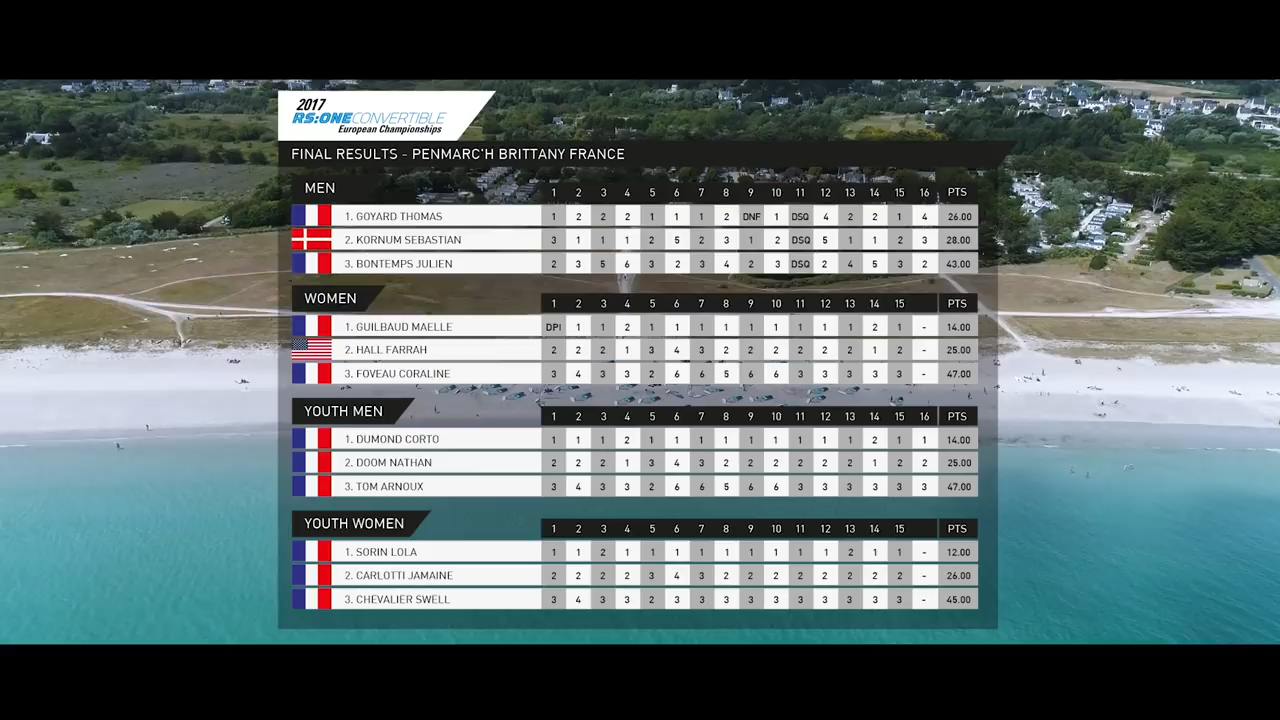 2017
RS:ONECONVERTIBLE
European Championships
FINAL RESULTS - PENMARC'H BRITTANY FRANCE
MEN 1 2 3 4 5 6 7 8 9 10 11 12 13 14 15 16 PTS
1. GOYARD THOMAS 1 2 2 2 1 1 1 2 DNF 1 DSQ 4 2 2 1 4 26.00
2. KORNUM SEBASTIAN 3 1 1 1 2 5 2 3 1 2 DSQ 5 1 1 2 3 28.00
3. BONTEMPS JULIEN 2 3 5 6 3 2 3 4 2 3 DSQ 2 4 5 3 2 43.00
WOMEN 1 2 3 4 5 6 7 8 9 10 11 12 13 14 15 PTS
1. GUILBAUD MAELLE DPI 1 1 2 1 1 1 1 1 1 1 1 1 2 1 - 14.00
2. HALL FARRAH 2 2 2 1 3 4 3 2 2 2 2 2 2 1 2 - 25.00
3. FOVEAU CORALINE 3 4 3 3 2 6 6 5 6 6 3 3 3 3 3 - 47.00
YOUTH MEN 1 2 3 4 5 6 7 8 9 10 11 12 13 14 15 16 PTS
1. DUMOND CORTO 1 1 1 2 1 1 1 1 1 1 1 1 1 2 1 1 14.00
2. DOOM NATHAN 2 2 2 1 3 4 3 2 2 2 2 2 2 1 2 2 25.00
3. TOM ARNOUX 3 4 3 3 2 6 6 5 6 6 3 3 3 3 3 3 47.00
YOUTH WOMEN 1 2 3 4 5 6 7 8 9 10 11 12 13 14 15 PTS
1. SORIN LOLA 1 1 2 1 1 1 1 1 1 1 1 1 2 1 1 - 12.00
2. CARLOTTI JAMAINE 2 2 2 2 3 4 3 2 2 2 2 2 2 2 2 - 26.00
3. CHEVALIER SWELL 3 4 3 3 2 3 3 3 3 3 3 3 3 3 3 - 45.00